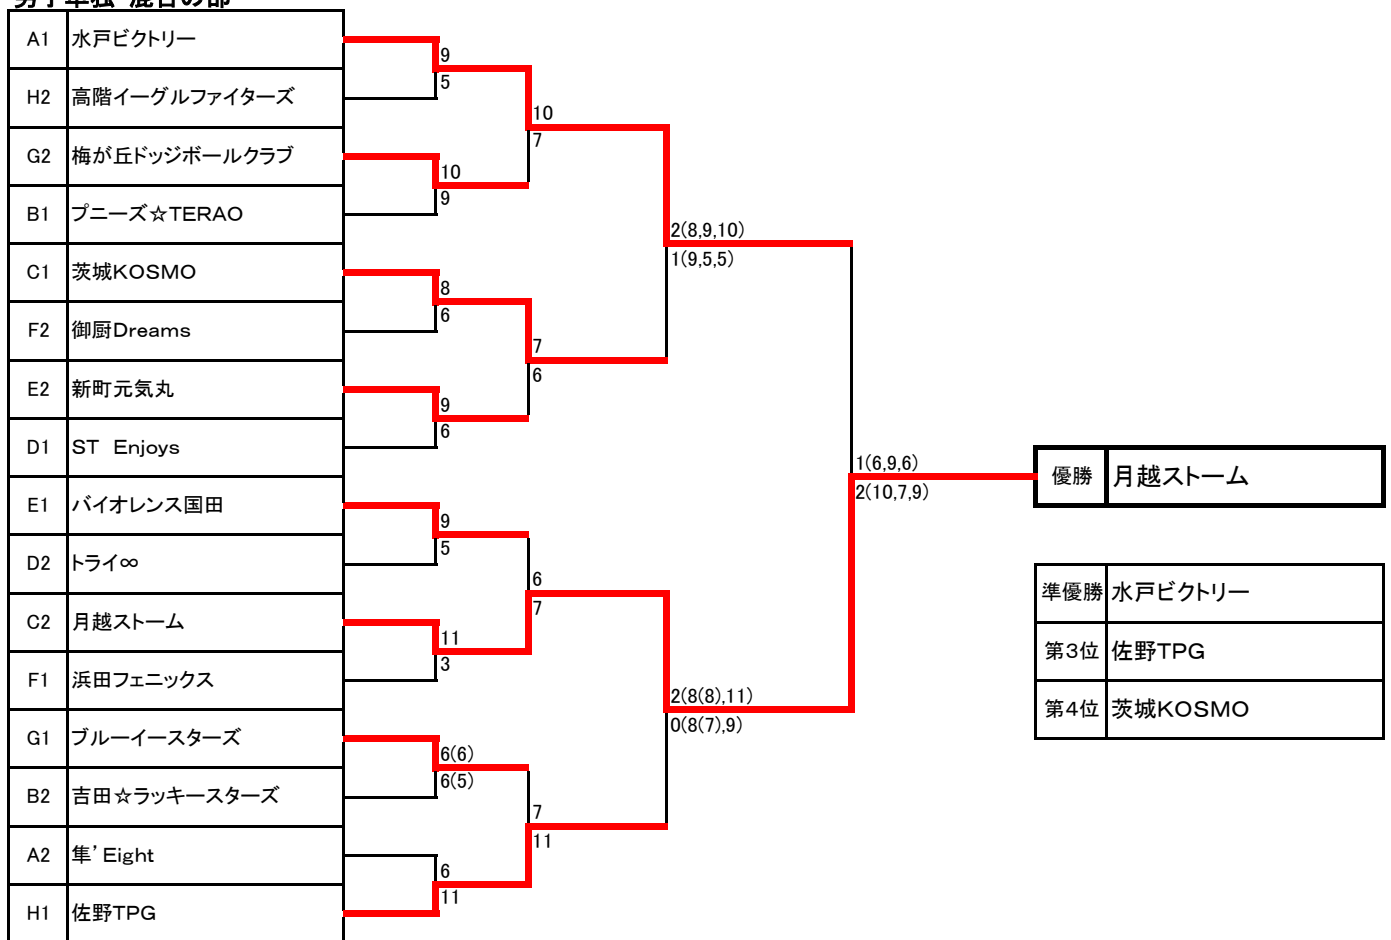 男子単独・混合の部
A1 水戸ビクトリー
9
5
H2 高階イーグルファイターズ
10
7
G2 梅が丘ドッジボールクラブ
10
9
B1 プニーズ☆TERAO
2(8,9,10)
1(9,5,5)
C1 茨城KOSMO
8
6
F2 御厨Dreams
7
6
E2 新町元気丸
9
6
D1 ST Enjoys
1(6,9,6)
2(10,7,9)
優勝 月越ストーム
E1 バイオレンス国田
9
5
D2 トライ∞
6
7
準優勝 水戸ビクトリー
C2 月越ストーム
11
3
第3位 佐野TPG
F1 浜田フェニックス
2(8(8),11)
0(8(7),9)
第4位 茨城KOSMO
G1 ブルーイースターズ
6(6)
6(5)
B2 吉田☆ラッキースターズ
7
11
A2 隼'Eight
6
11
H1 佐野TPG